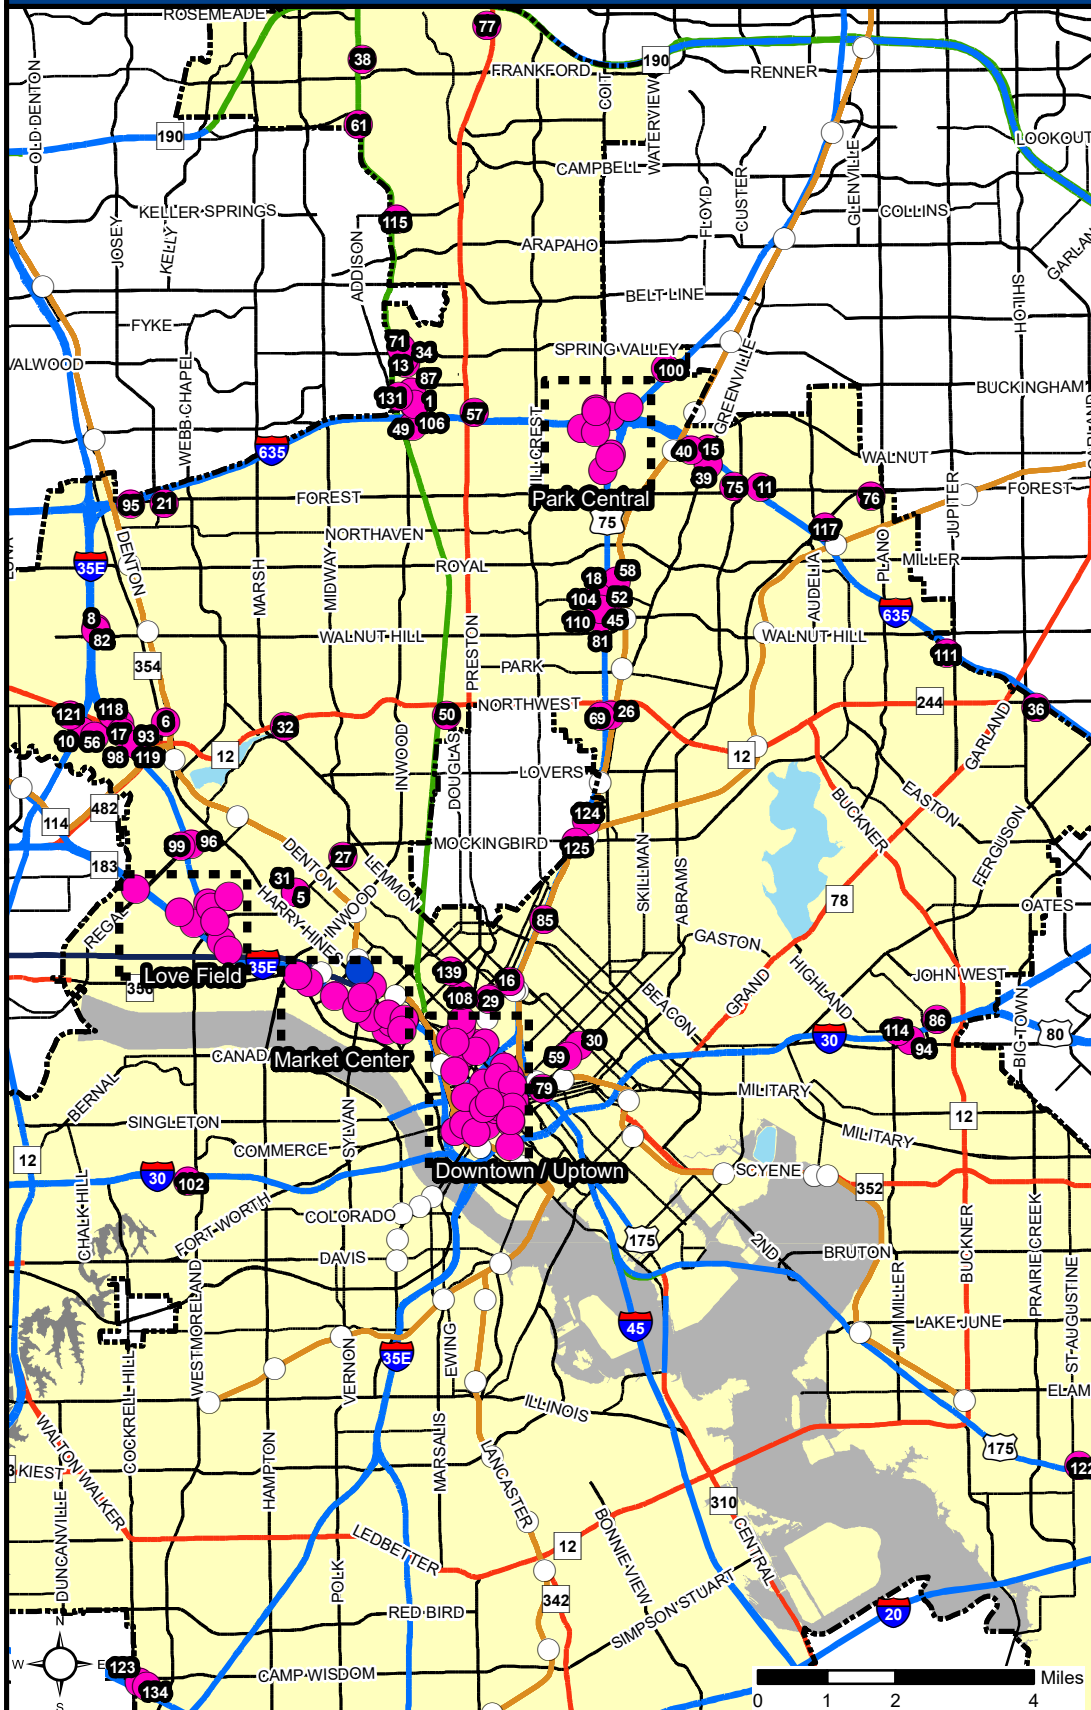 ROSEMEADE
77
38
FRANKFORD
COIT
190
RENNER
OLD DENTON
190
61
WATERVIEW
CAMPBELL
GLENVILLE
LOOKOUT
KELLER SPRINGS
JOSEY
KELLY
115
ADDISON
ARAPAHO
FLOYD
CUSTER
COLLINS
BELT LINE
SHILOH
FYKE
71
34
13
SPRING VALLEY
GREENVILLE
100
WEBB CHAPEL
87
131
1
BUCKINGHAM
57
106
49
HILLCREST
635
40
15
39
WALNUT
95
21
FOREST
Park Central
75
11
76
JUPITER
FOREST
75
117
NORTHAVEN
DENTON
35E
MARSH
MIDWAY
ROYAL
AUDELIA
PLANO
MILLER
18
58
104
52
635
8
82
WALNUT HILL
110
45
81
WALNUT HILL
111
354
PARK
PRESTON
121
118
6
10
56
17
93
98
119
32
50
NORTHWEST
69
26
244
36
12
INWOOD
DOUGLAS
12
GARLAND
LOVERS
BUCKNER
EASTON
114
482
183
99
96
27
DENTON
LEMMON
MOCKINGBIRD
124
125
SKILLMAN
ABRAMS
FERGUSON
31
5
INWOOD
HARRY HINES
REGAL
78
OATES
85
GASTON
Love Field
35E
139
16
108
29
BEACON
GRAND
HIGHLAND
JOHN WEST
BIG TOWN
86
114
94
80
Market Center
30
59
30
79
BERNAL
MILITARY
SINGLETON
SYLVAN
COMMERCE
MILITARY
12
12
30
102
Downtown / Uptown
SCYENE
352
CHALK HILL
FORT WORTH
COLORADO
175
2ND
DAVIS
BRUTON
WESTMORELAND
BUCKNER
PRAIRIE CREEK
ST AUGUSTINE
JIM MILLER
LAKE JUNE
45
35E
EWING
VERNON
COCKRELL HILL
ILLINOIS
ELAM
WALTON WALKER
175
KIEST
HAMPTON
MARSALIS
LANCASTER
122
310
DUNCANVILLE
LEDBETTER
12
BONNIE VIEW
CENTRAL
POLK
342
SIMPSON STUART
RED BIRD
20
N
W
E
S
123
134
CAMP WISDOM
Miles
0
1
2
4